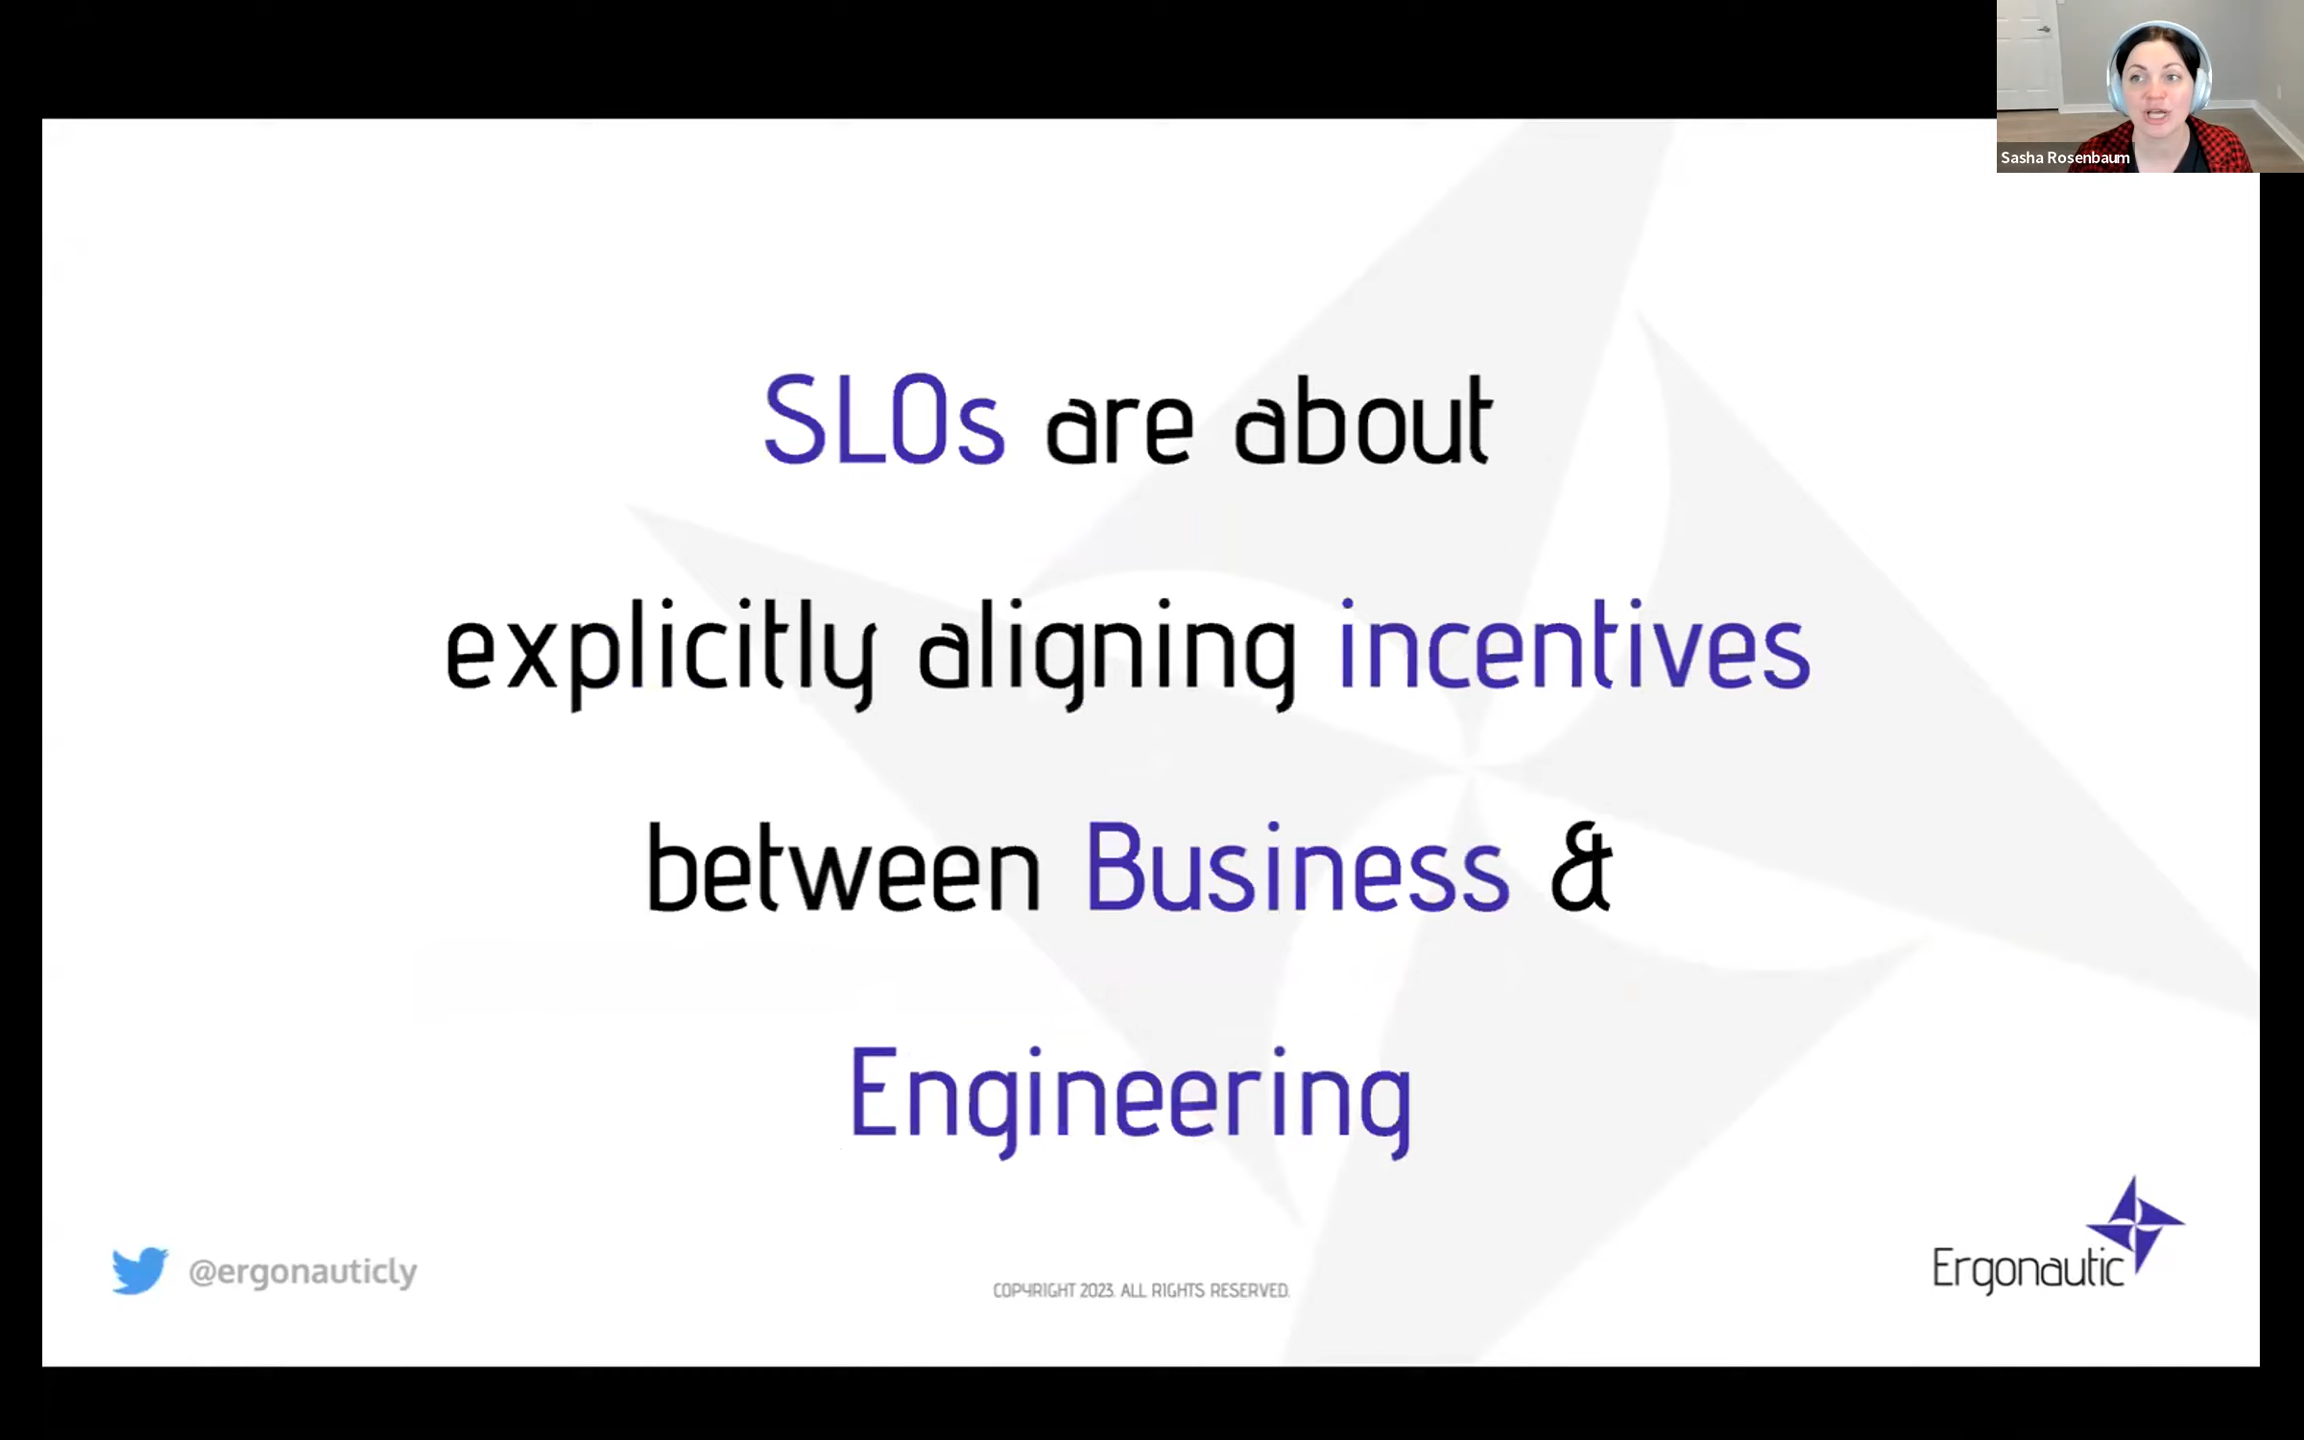 Sasha Rosenbaum
SLOs are about
explicitly aligning incentives
between Business &
Engineering
@ergonauticly
COPYRIGHT 2023. ALL RIGHTS RESERVED.
Ergonautic